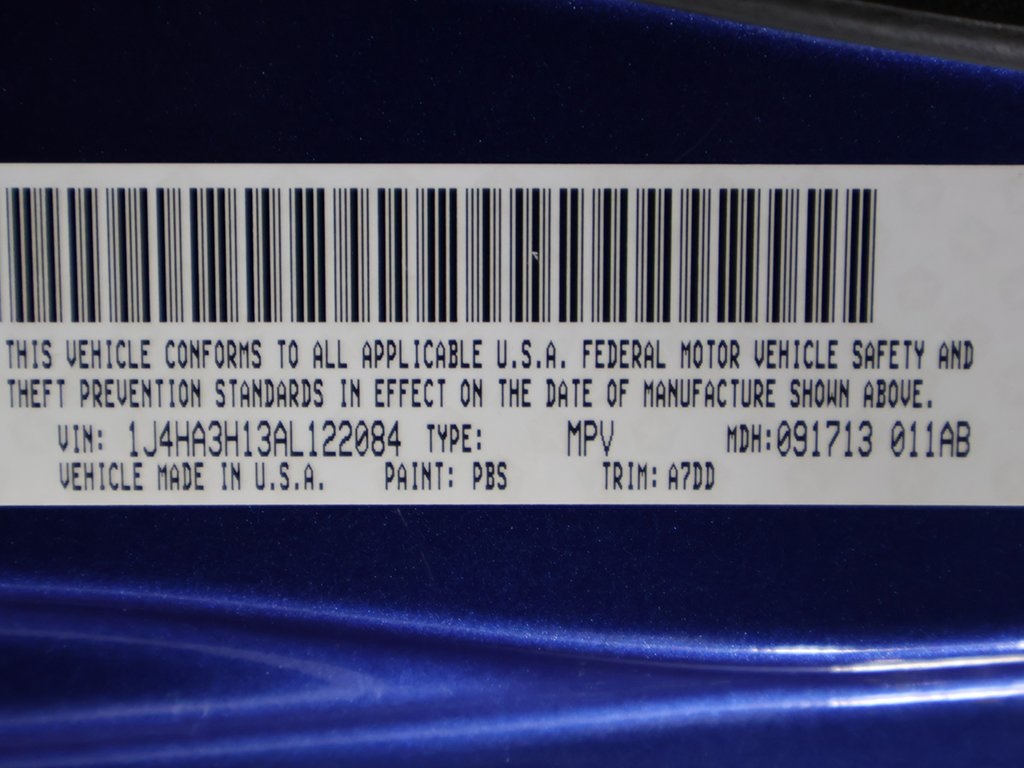 THIS VEHICLE CONFORMS TO ALL APPLICABLE U.S.A. FEDERAL MOTOR VEHICLE SAFETY AND
THEFT PREVENTION STANDARDS IN EFFECT ON THE DATE OF MANUFACTURE SHOWN ABOVE.
VIN: 1J4HA3H13AL122084 TYPE: MPV MDH:091713 011AB
VEHICLE MADE IN U.S.A. PAINT: PBS TRIM: A7DD